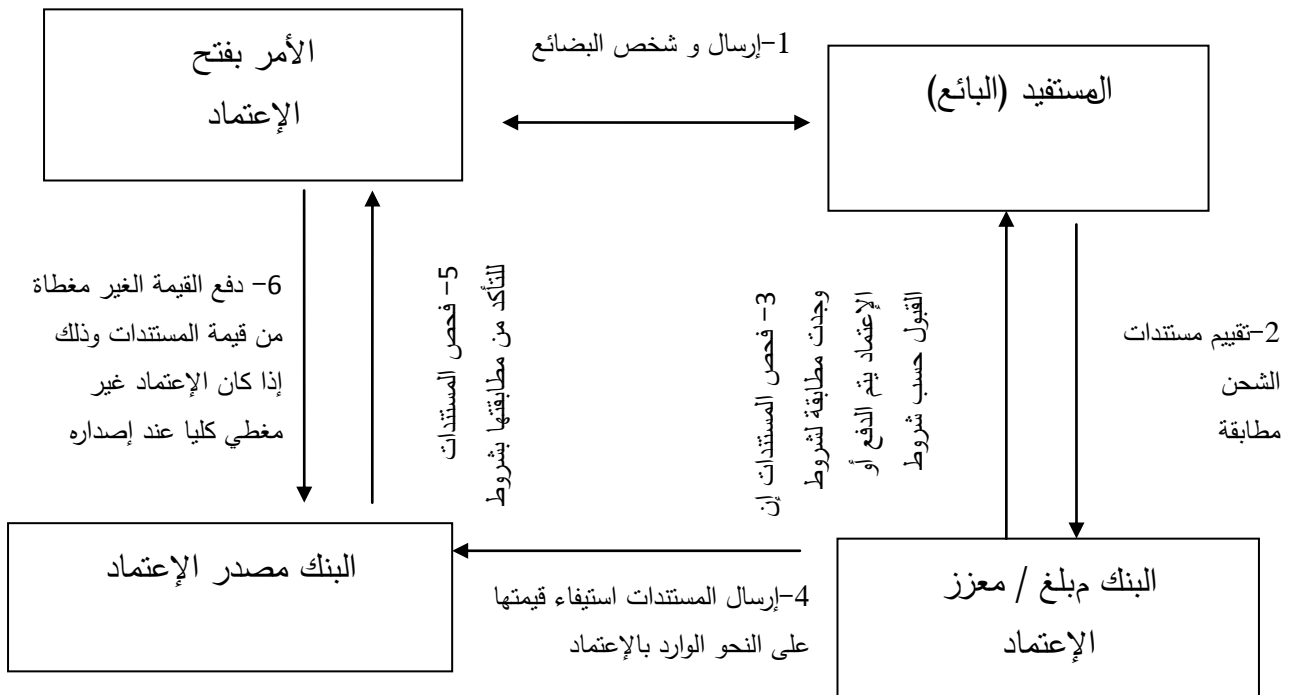 الأمر بفتح
الإعتماد
1-إرسال و شخص البضائع
المستفيد (البائع)
6- دفع القيمة الغير مغطاة
من قيمة المستندات وذلك
إذا كان الإعتماد غير
مغطي كليا عند إصداره
5- فحص المستندات
للتأكد من مطابقتها بشروط
3- فحص المستندات إن
وجدت مطابقة لشروط
الإعتماد يتم الدفع أو
القبول حسب شروط
2-تقييم مستندات
الشحن
مطابقة
البنك مصدر الإعتماد
4-إرسال المستندات استيفاء قيمتها
على النحو الوارد بالإعتماد
البنك مبلغ / معزز
الإعتماد